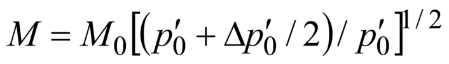 M = M₀[(p′₀ + Δp′₀ / 2) / p′₀]^{1/2}